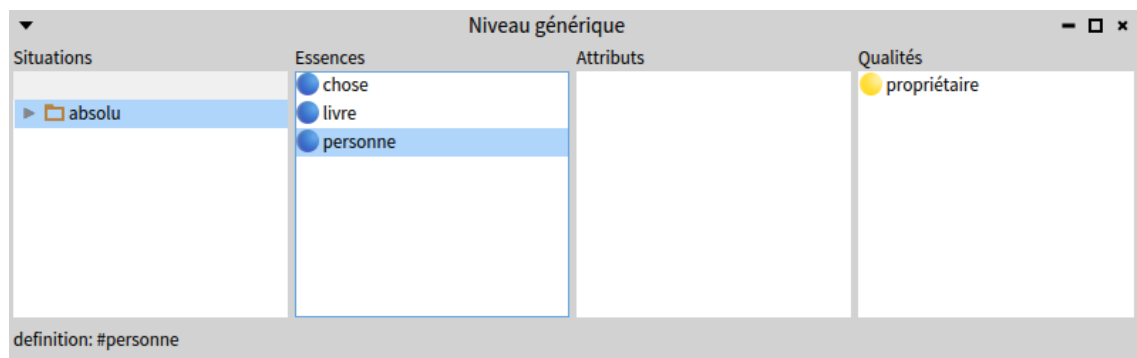 Niveau générique
Situations
Essences
Attributs
Qualités
absolu
chose
livre
personne
propriétaire
definition: #personne